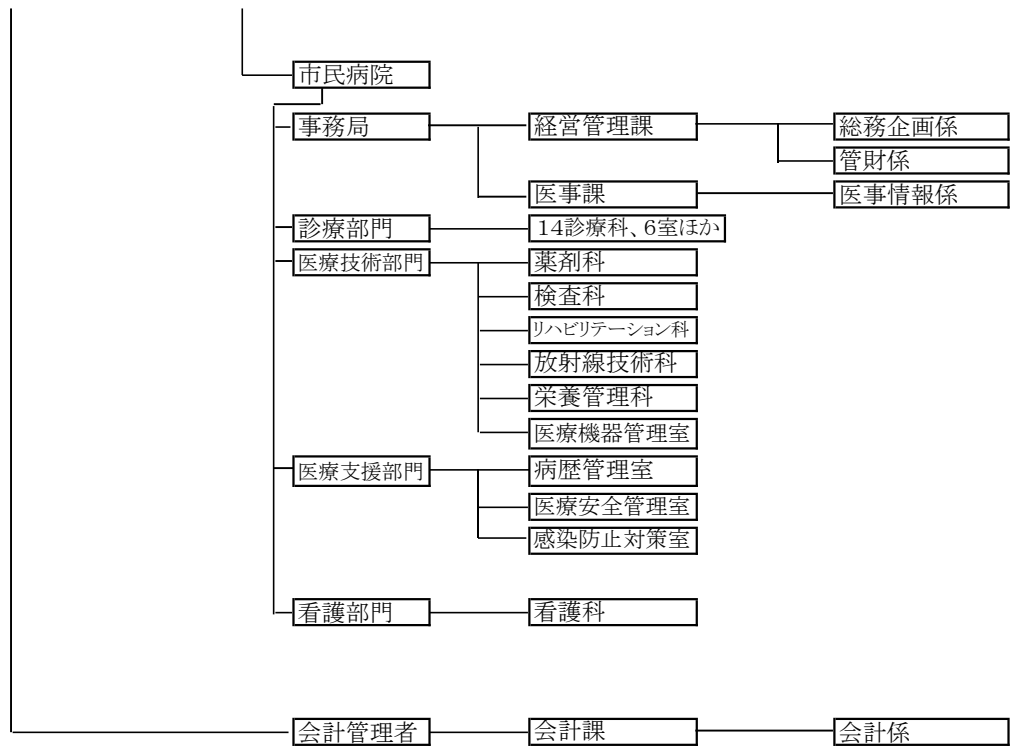 市民病院
事務局
経営管理課
総務企画係
管財係
医事課
医事情報係
診療部門
14診療科、6室ほか
医療技術部門
薬剤科
検査科
リハビリテーション科
放射線技術科
栄養管理科
医療機器管理室
医療支援部門
病歴管理室
医療安全管理室
感染防止対策室
看護部門
看護科
会計管理者
会計課
会計係